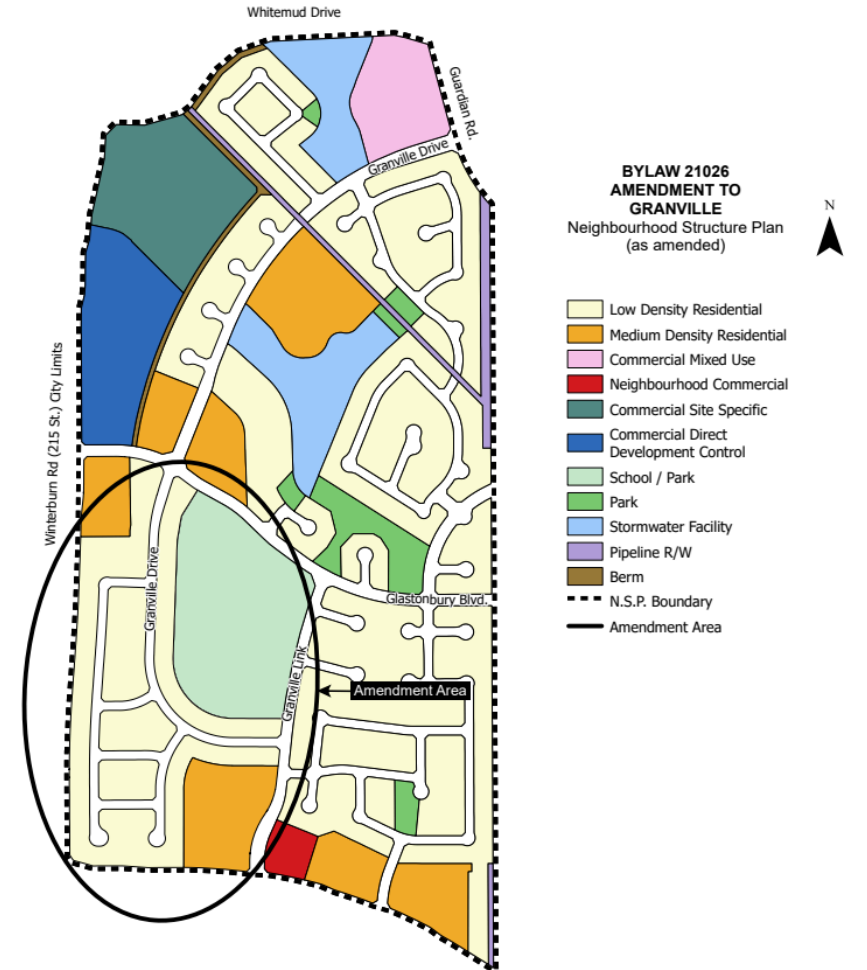 Whitemud Drive
Guardian Rd.
Granville Drive
BYLAW 21026
AMENDMENT TO
GRANVILLE
Neighbourhood Structure Plan
(as amended)
N
Low Density Residential
Medium Density Residential
Commercial Mixed Use
Neighbourhood Commercial
Commercial Site Specific
Commercial Direct
Development Control
School / Park
Park
Stormwater Facility
Pipeline R/W
Berm
N.S.P. Boundary
Amendment Area
Winterburn Rd (215 St.) City Limits
Granville Drive
Glastonbury Blvd.
Granville Link
Amendment Area